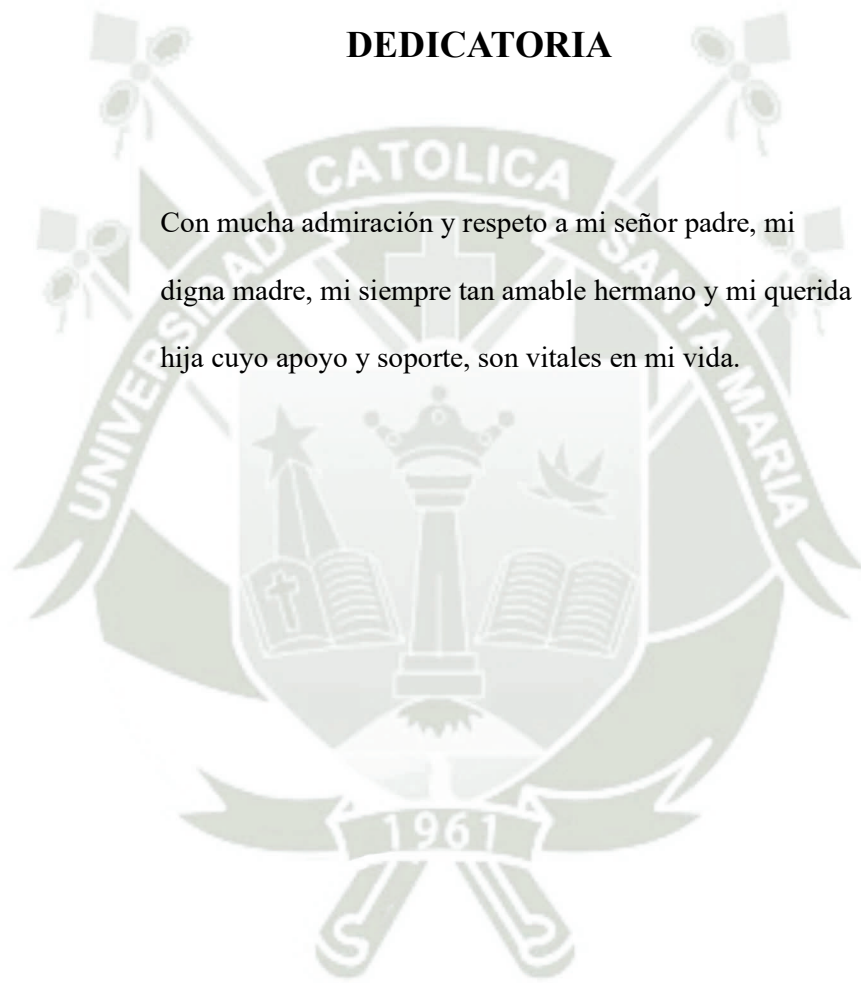 DEDICATORIA
CATOLICA
UNIVERSIDAD
SANTA MARIA
Con mucha admiración y respeto a mi señor padre, mi
digna madre, mi siempre tan amable hermano y mi querida
hija cuyo apoyo y soporte, son vitales en mi vida.
1961